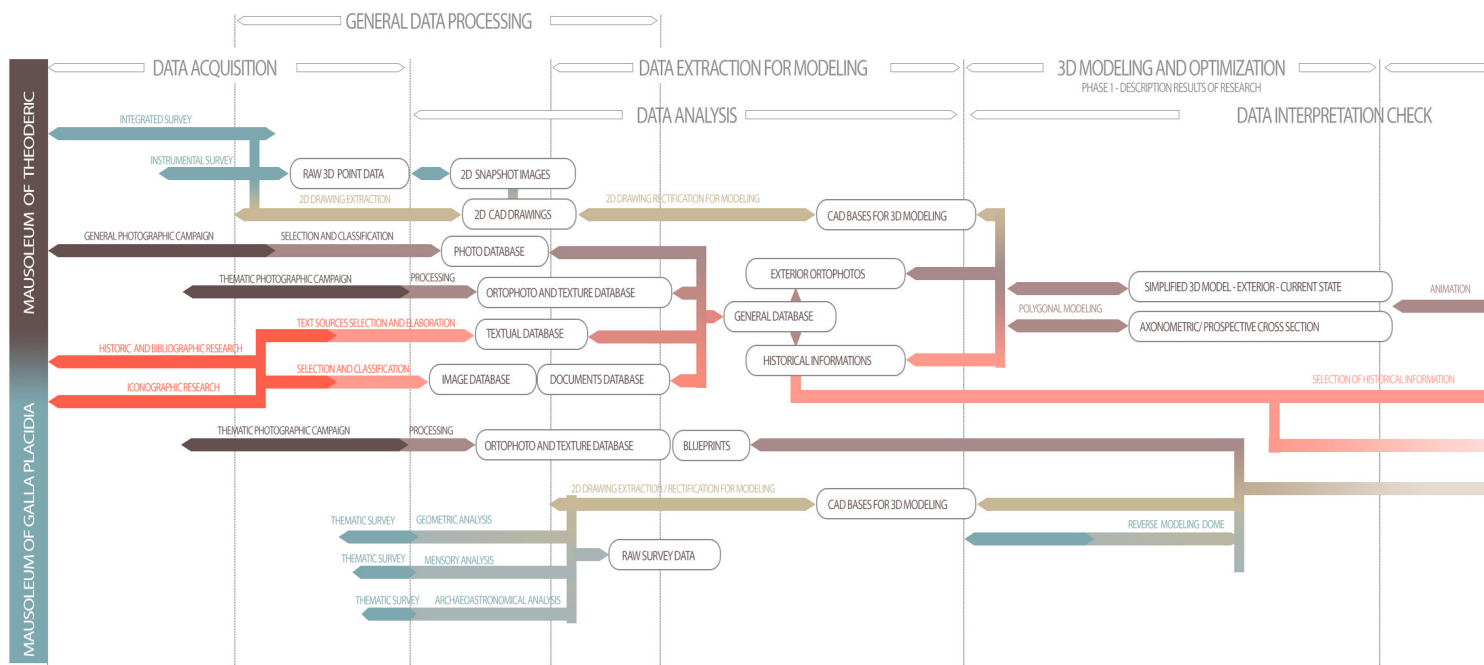 GENERAL DATA PROCESSING
DATA ACQUISITION
DATA EXTRACTION FOR MODELING
3D MODELING AND OPTIMIZATION
PHASE 1 - DESCRIPTION RESULTS OF RESEARCH
DATA ANALYSIS
DATA INTERPRETATION CHECK
MAUSOLEUM OF THEODERIC
MAUSOLEUM OF GALLA PLACIDIA
INTEGRATED SURVEY
INSTRUMENTAL SURVEY
RAW 3D POINT DATA
2D SNAPSHOT IMAGES
2D DRAWING EXTRACTION
2D CAD DRAWINGS
2D DRAWING RECTIFICATION FOR MODELING
CAD BASES FOR 3D MODELING
GENERAL PHOTOGRAPHIC CAMPAIGN
SELECTION AND CLASSIFICATION
PHOTO DATABASE
THEMATIC PHOTOGRAPHIC CAMPAIGN
PROCESSING
ORTOPHOTO AND TEXTURE DATABASE
EXTERIOR ORTOPHOTOS
SIMPLIFIED 3D MODEL - EXTERIOR - CURRENT STATE
ANIMATION
POLYGONAL MODELING
GENERAL DATABASE
TEXT SOURCES SELECTION AND ELABORATION
TEXTUAL DATABASE
AXONOMETRIC/ PROSPECTIVE CROSS SECTION
HISTORIC AND BIBLIOGRAPHIC RESEARCH
HISTORICAL INFORMATIONS
SELECTION AND CLASSIFICATION
ICONOGRAPHIC RESEARCH
IMAGE DATABASE
DOCUMENTS DATABASE
SELECTION OF HISTORICAL INFORMATION
THEMATIC PHOTOGRAPHIC CAMPAIGN
PROCESSING
ORTOPHOTO AND TEXTURE DATABASE
BLUEPRINTS
2D DRAWING EXTRACTION / RECTIFICATION FOR MODELING
CAD BASES FOR 3D MODELING
THEMATIC SURVEY
GEOMETRIC ANALYSIS
REVERSE MODELING DOME
RAW SURVEY DATA
THEMATIC SURVEY
MENSORY ANALYSIS
THEMATIC SURVEY
ARCHAEOASTRONOMICAL ANALYSIS